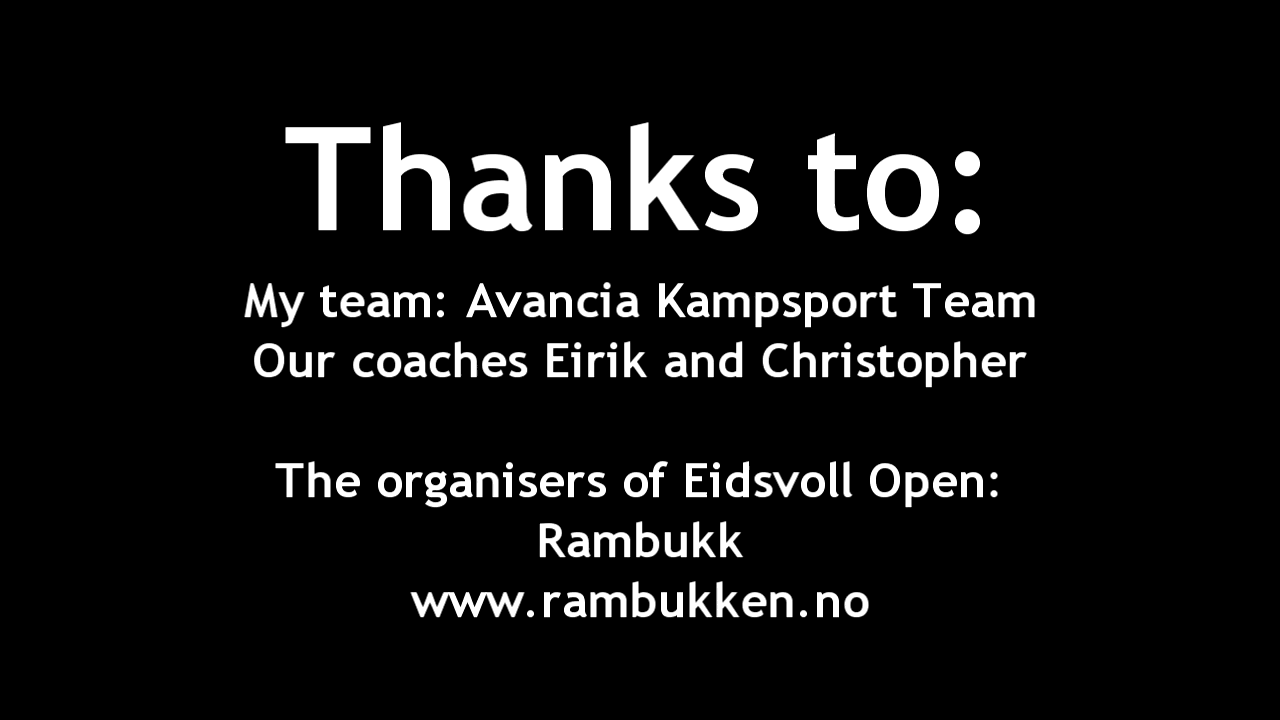 Thanks to:
My team: Avancia Kampsport Team
Our coaches Eirik and Christopher
The organisers of Eidsvoll Open:
Rambukk
www.rambukken.no